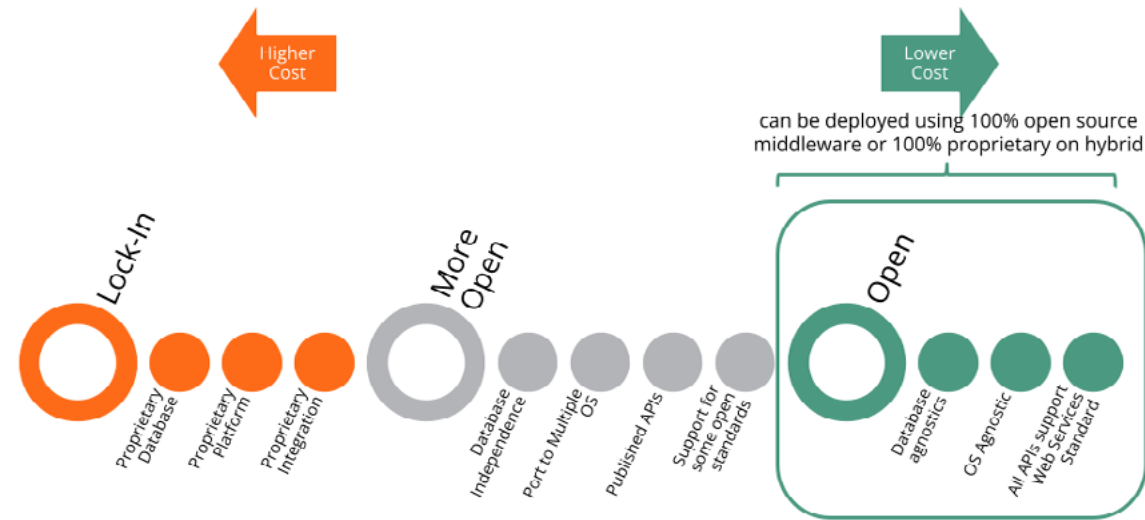 Higher
Cost
Lower
Cost
can be deployed using 100% open source
middleware or 100% proprietary on hybrid
Lock-In
Proprietary
Database
Proprietary
Platform
Proprietary
Integration
More
Open
Database
Independence
Port to Multiple
OS
Published APIs
Support for
some open
standards
Open
Database
agnostics
OS Agnostic
All APIs support
Web Services
Standard